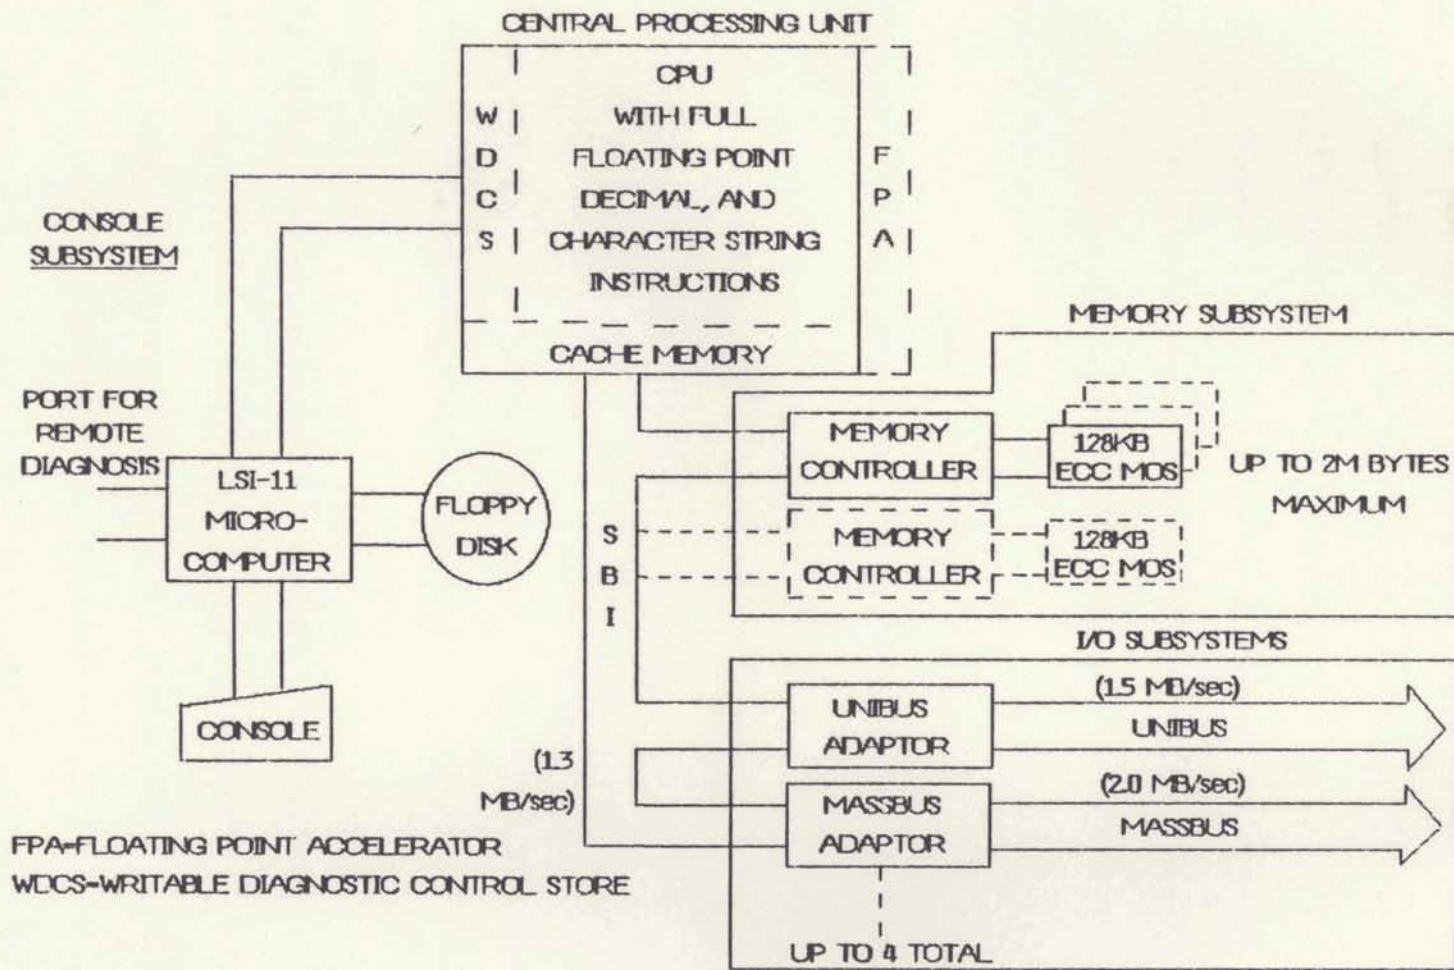 CENTRAL PROCESSING UNIT
W
D
C
S
CPU
WITH FULL
FLOATING POINT
DECIMAL, AND
CHARACTER STRING
INSTRUCTIONS
F
P
A
CACHE MEMORY
CONSOLE
SUBSYSTEM
PORT FOR
REMOTE
DIAGNOSIS
LSI-11
MICRO-
COMPUTER
FLOPPY
DISK
CONSOLE
MEMORY SUBSYSTEM
MEMORY
CONTROLLER
128KB
ECC MOS
UP TO 2M BYTES
MAXIMUM
S
B
I
MEMORY
CONTROLLER
128KB
ECC MOS
I/O SUBSYSTEMS
UNIBUS
ADAPTOR
(1.5 MB/sec)
UNIBUS
(13
MB/sec)
MASSBUS
ADAPTOR
(2.0 MB/sec)
MASSBUS
UP TO 4 TOTAL
FPA-FLOATING POINT ACCELERATOR
WDCS-WRITABLE DIAGNOSTIC CONTROL STORE